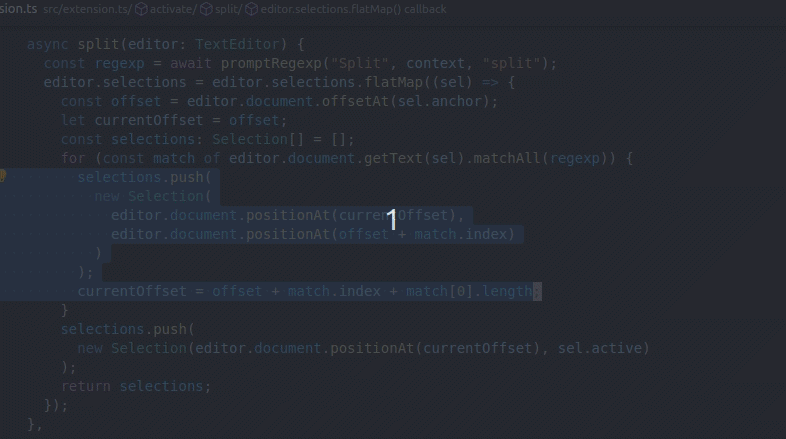 sion.ts src/extension.ts/ activate/ split/ editor.selections.flatMap() callback
async split(editor: TextEditor) {
const regexp = await promptRegexp("Split", context, "split");
editor.selections = editor.selections.flatMap((sel) => {
const offset = editor.document.offsetAt(sel.anchor);
let currentOffset = offset;
const selections: Selection[] = [];
for (const match of editor.document.getText(sel).matchAll(regexp)) {
selections.push(
new Selection(
editor.document.positionAt(currentOffset),
1
editor.document.positionAt(offset + match.index)
)
);
currentOffset = offset + match.index + match[0].length;
}
selections.push(
new Selection(editor.document.positionAt(currentOffset), sel.active)
);
return selections;
});
},